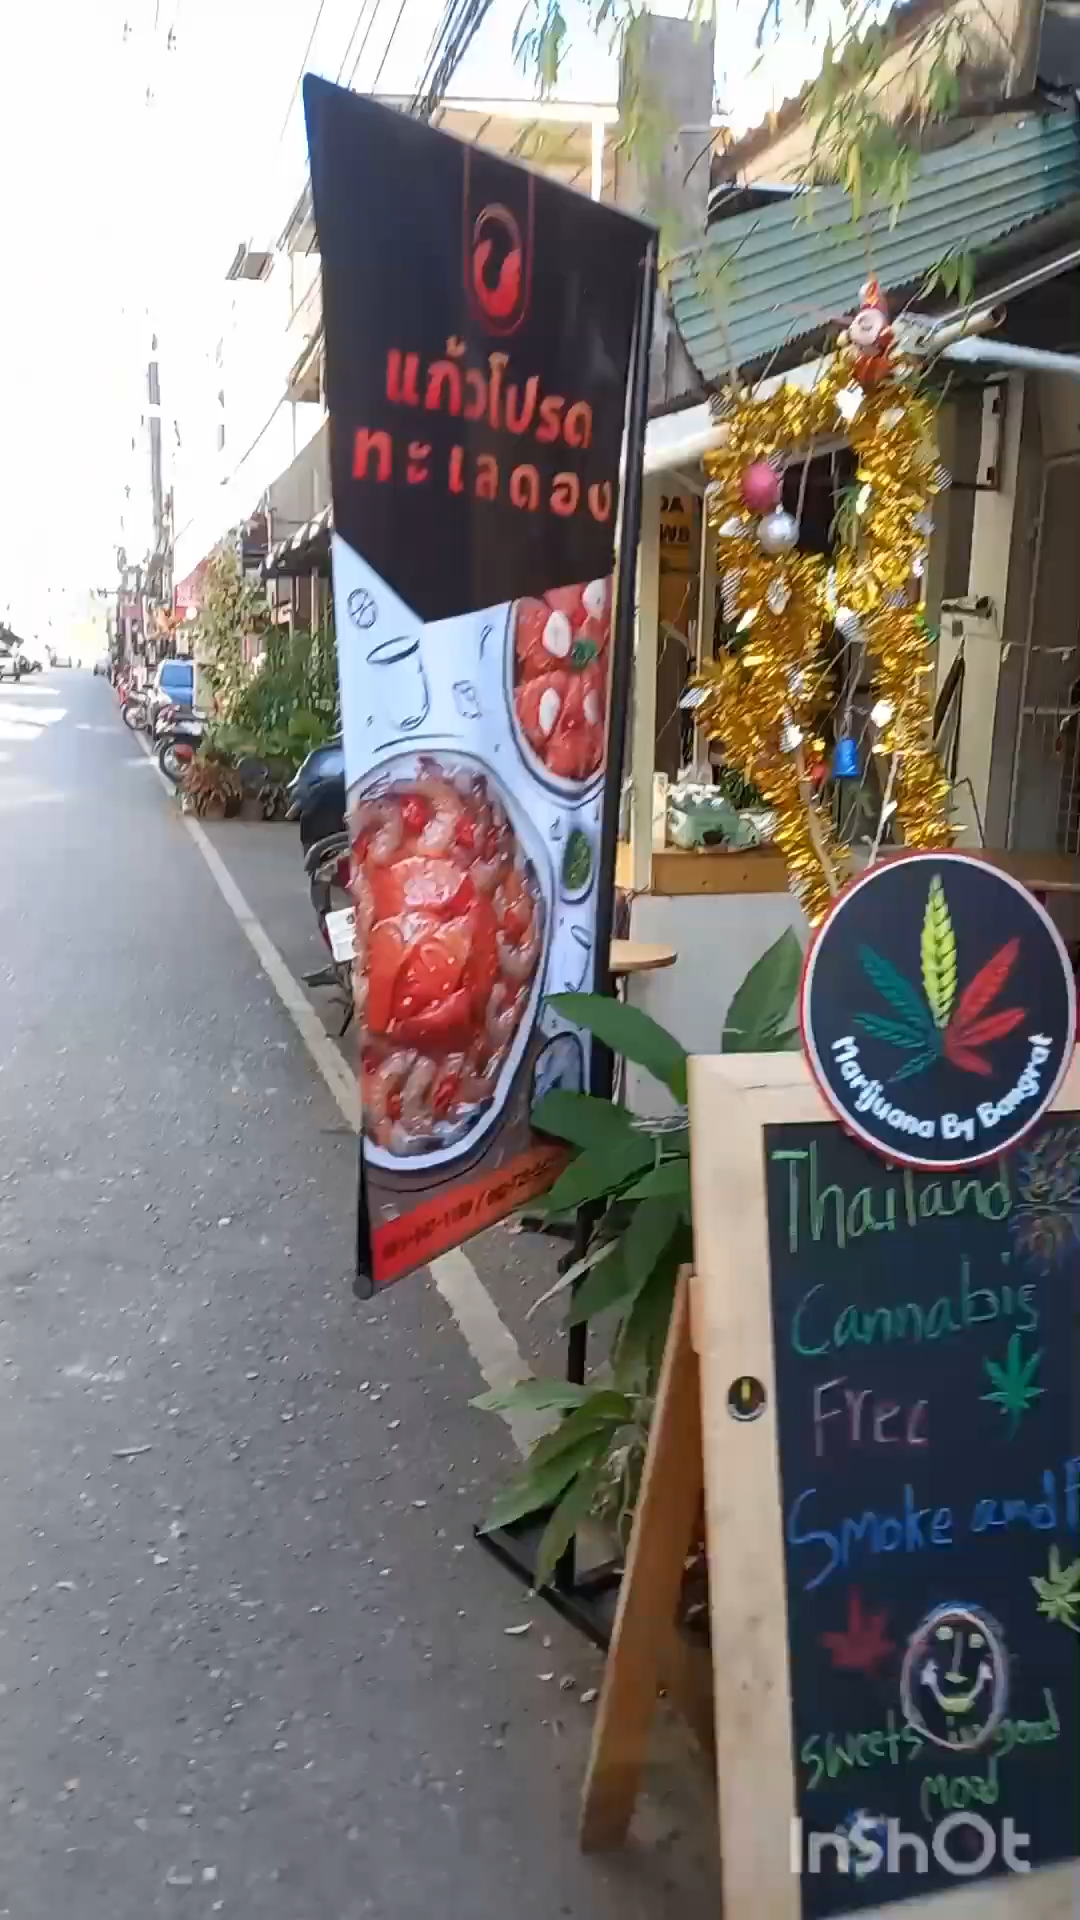 แก้วโปรด
ทะเลดอง
Marijuana By Bangrat
Thailand
Cannabis
Free
Smoke and
Sweets in good
mood
InShOt